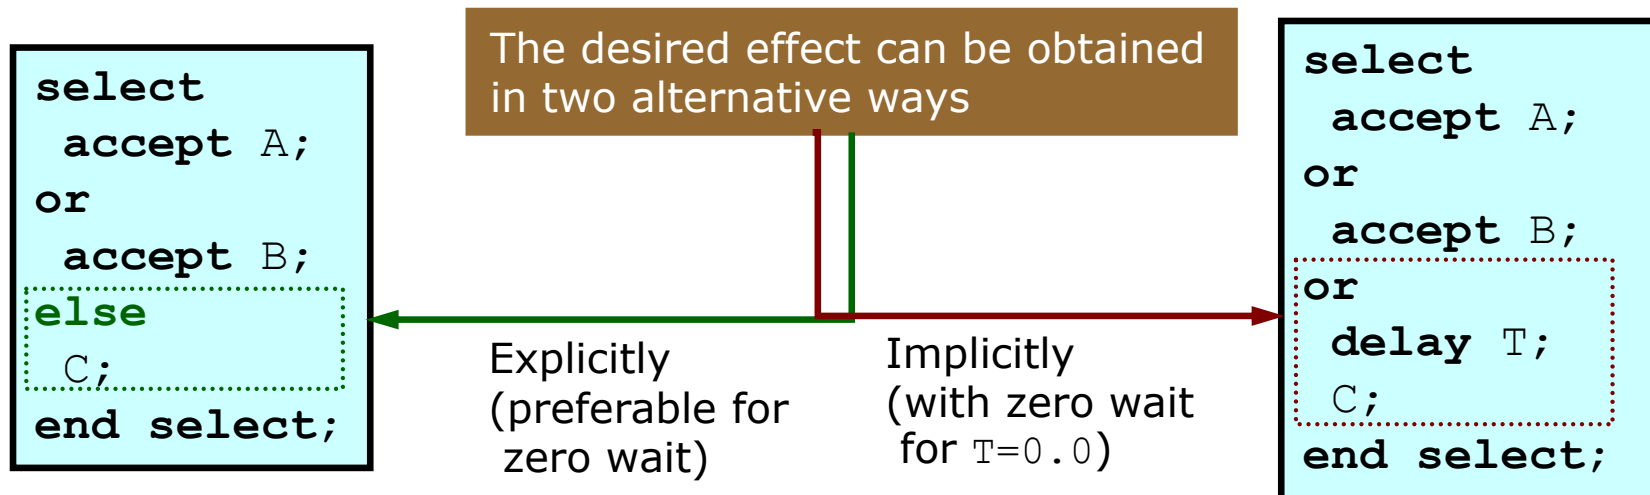 The desired effect can be obtained
in two alternative ways
select
accept A;
or
accept B;
else
C;
end select;
Explicitly
(preferable for
zero wait)
Implicitly
(with zero wait
for T=0.0)
select
accept A;
or
accept B;
or
delay T;
C;
end select;